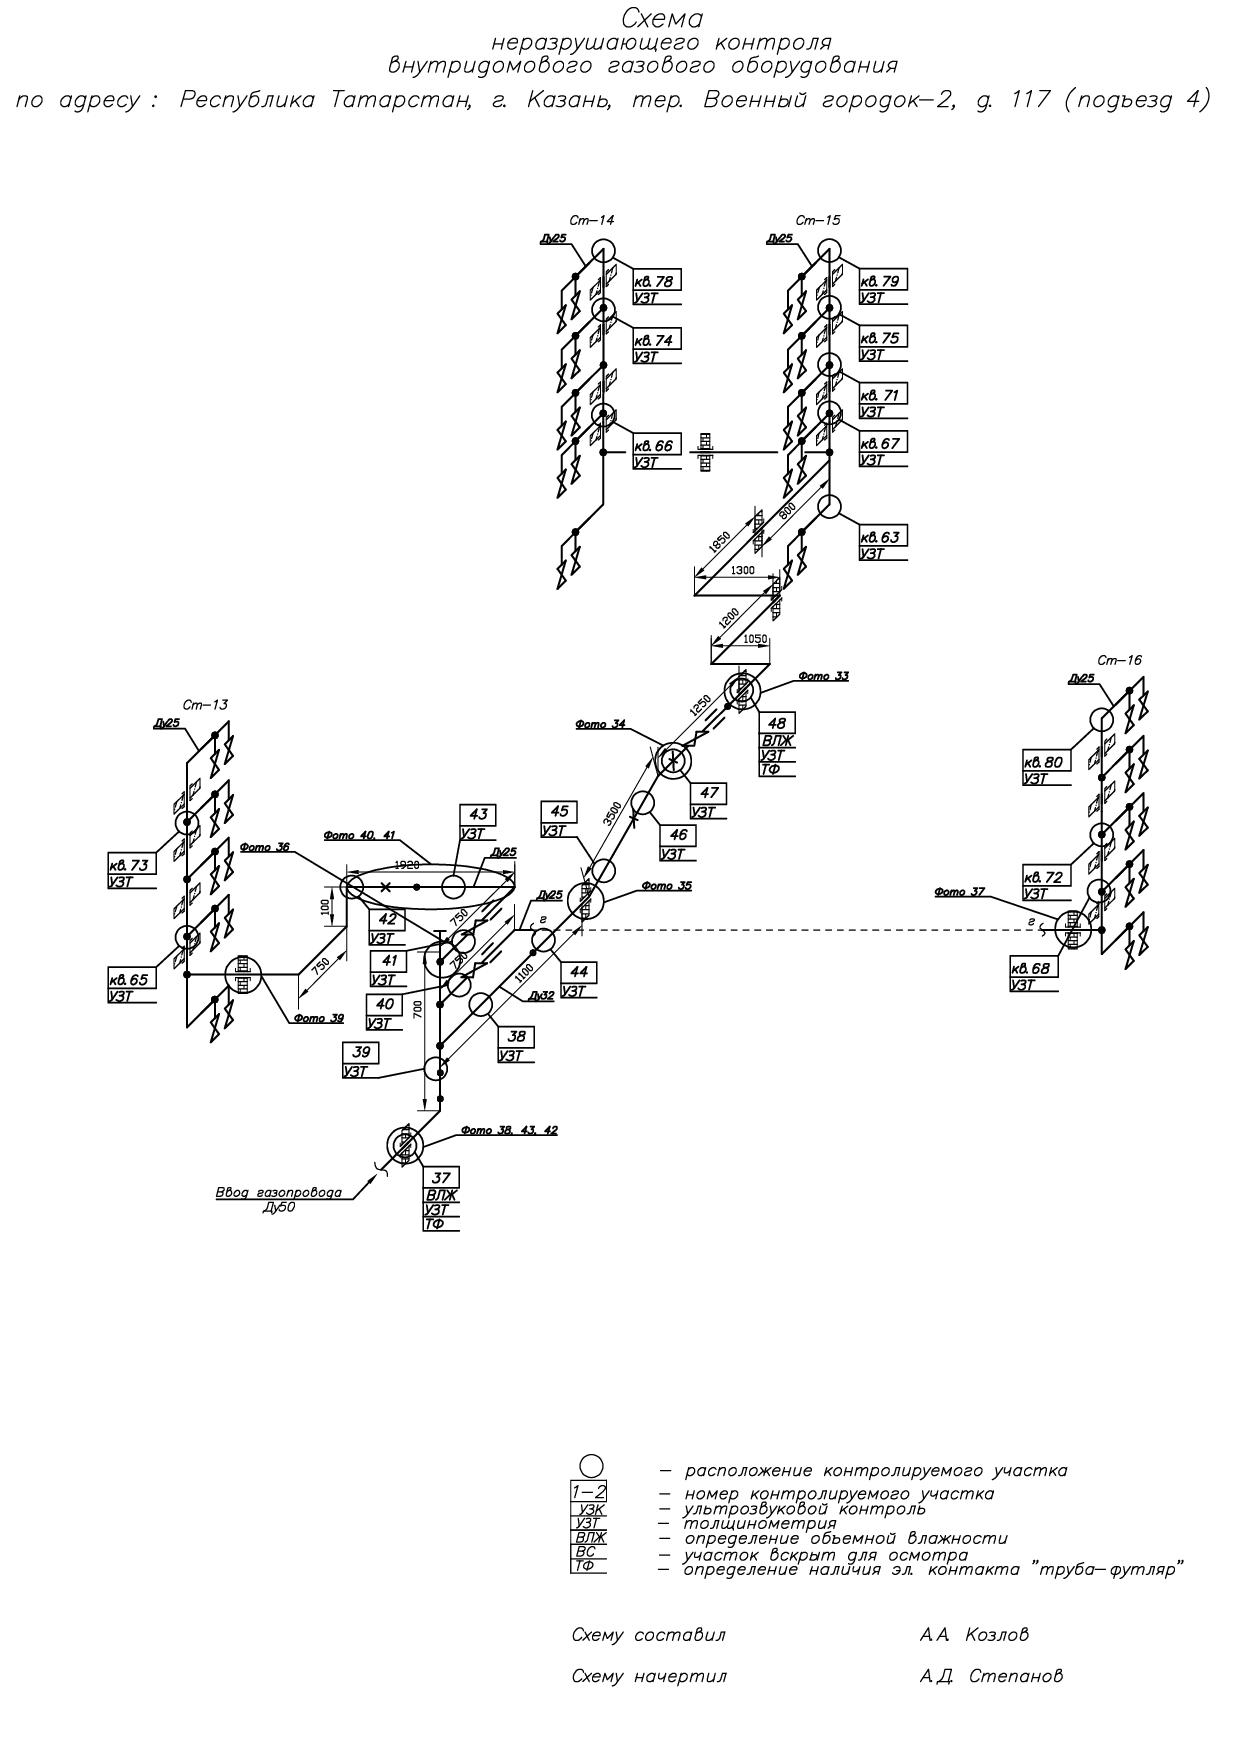 Схема
неразрушающего контроля
внутридомового газового оборудования
по адресу : Республика Татарстан, г. Казань, тер. Военный городок-2, д. 117 (подъезд 4)
Ст-14
Ду25
кв. 78
УЗТ
кв. 74
УЗТ
кв. 66
УЗТ
Ст-15
Ду25
кв. 79
УЗТ
кв. 75
УЗТ
кв. 71
УЗТ
кв. 67
УЗТ
кв. 63
УЗТ
800
1850
1300
1200
1050
Фото 33
1250
48
ВЛЖ
УЗТ
ТФ
Фото 34
47
УЗТ
3500
46
УЗТ
45
УЗТ
Фото 35
Ст-16
Ду25
кв. 80
УЗТ
кв. 72
УЗТ
Фото 37
г
кв. 68
УЗТ
Ст-13
Ду25
кв. 73
УЗТ
кв. 65
УЗТ
Фото 39
Фото 36
Фото 40, 41
1920
43
УЗТ
Ду25
100
750
42
УЗТ
750
41
УЗТ
750
40
УЗТ
Ду25
г
44
УЗТ
1100
Ду32
700
38
УЗТ
39
УЗТ
Фото 38, 43, 42
37
ВЛЖ
УЗТ
ТФ
Ввод газопровода
Ду50
– расположение контролируемого участка
1-2 – номер контролируемого участка
УЗК – ультрозвуковой контроль
УЗТ – толщинометрия
ВЛЖ – определение объемной влажности
ВС – участок вскрыт для осмотра
ТФ – определение наличия эл. контакта "труба-футляр"
Схему составил А.А. Козлов
Схему начертил А.Д. Степанов